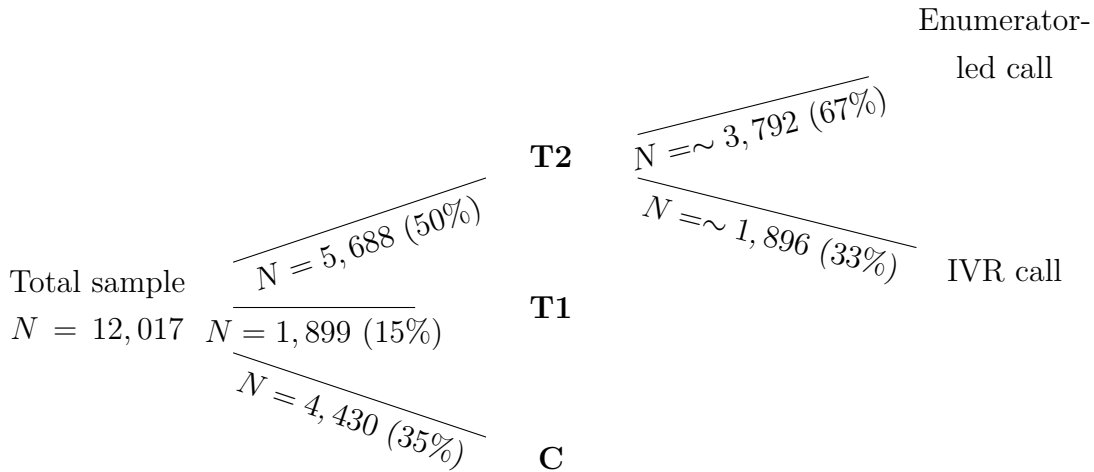 Enumerator-
led call
N =∼ 3, 792 (67%)
T2
N =∼ 1, 896 (33%)
N = 5, 688 (50%)
IVR call
Total sample
N = 12,017
T1
N = 1, 899 (15%)
N = 4, 430 (35%)
C